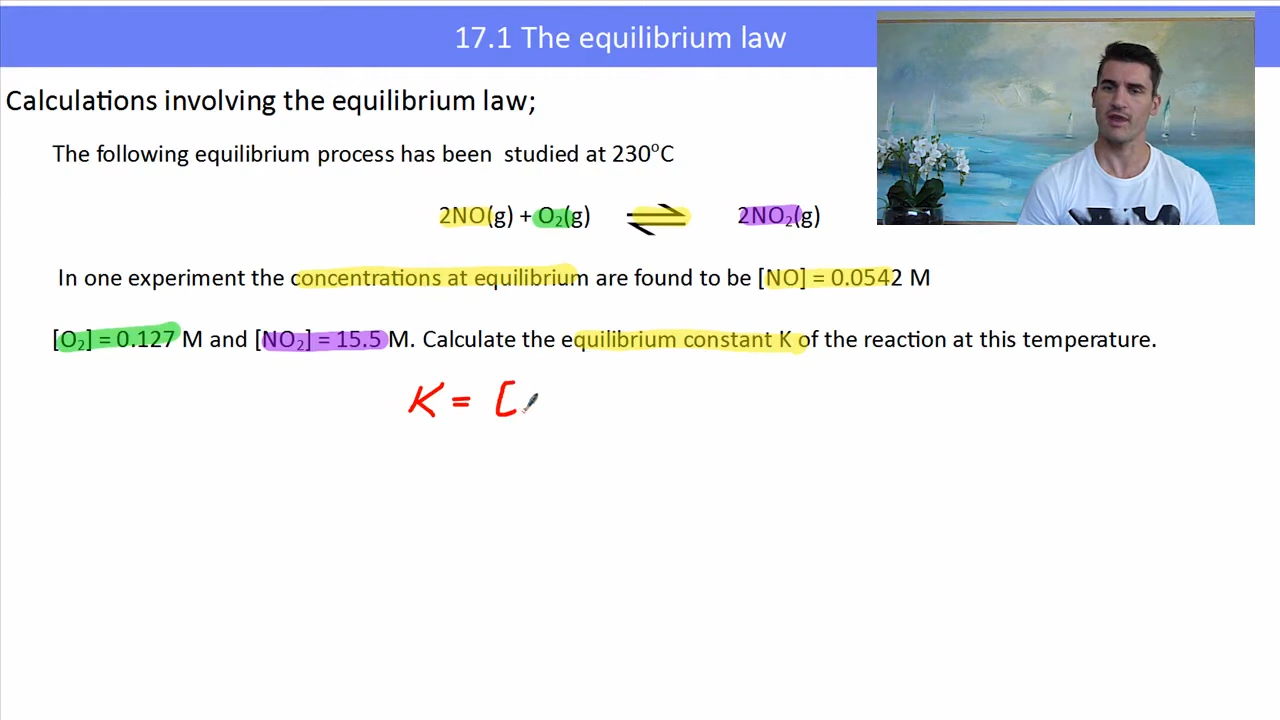 17.1 The equilibrium law
Calculations involving the equilibrium law;
The following equilibrium process has been studied at 230°C
2NO(g) + O₂(g) ⇌ 2NO₂(g)
In one experiment the concentrations at equilibrium are found to be [NO] = 0.0542 M
[O₂] = 0.127 M and [NO₂] = 15.5 M. Calculate the equilibrium constant K of the reaction at this temperature.
K = [